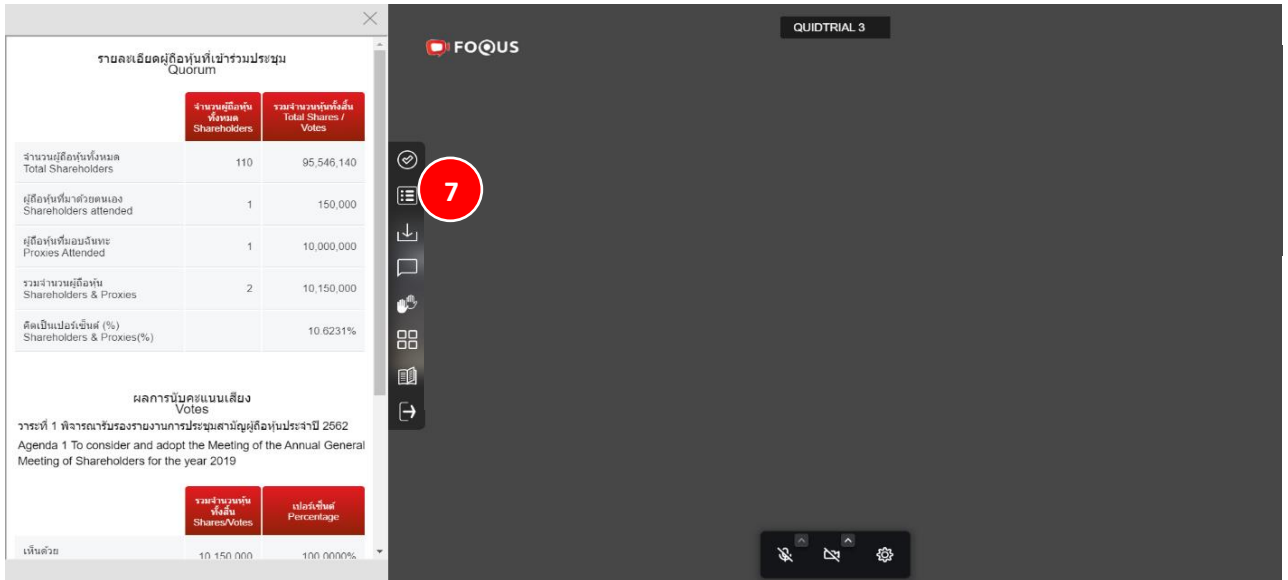 QUIDTRIAL 3
FOQUS
รายละเอียดผู้ถือหุ้นที่เข้าร่วมประชุม
Quorum
จำนวนผู้ถือหุ้น
ทั้งหมด
Shareholders
รวมจำนวนหุ้นทั้งสิ้น
Total Shares /
Votes
จำนวนผู้ถือหุ้นทั้งหมด
Total Shareholders
110
95,546,140
ผู้ถือหุ้นที่มาด้วยตนเอง
Shareholders attended
1
150,000
ผู้ถือหุ้นที่มอบฉันทะ
Proxies Attended
1
10,000,000
รวมจำนวนผู้ถือหุ้น
Shareholders & Proxies
2
10,150,000
คิดเป็นเปอร์เซ็นต์ (%)
Shareholders & Proxies(%)
10.6231%
7
ผลการนับคะแนนเสียง
Votes
วาระที่ 1 พิจารณารับรองรายงานการประชุมสามัญผู้ถือหุ้นประจำปี 2562
Agenda 1 To consider and adopt the Meeting of the Annual General
Meeting of Shareholders for the year 2019
รวมจำนวนหุ้น
ทั้งสิ้น
Shares/Votes
เปอร์เซ็นต์
Percentage
เห็นด้วย
10,150,000
100.0000%